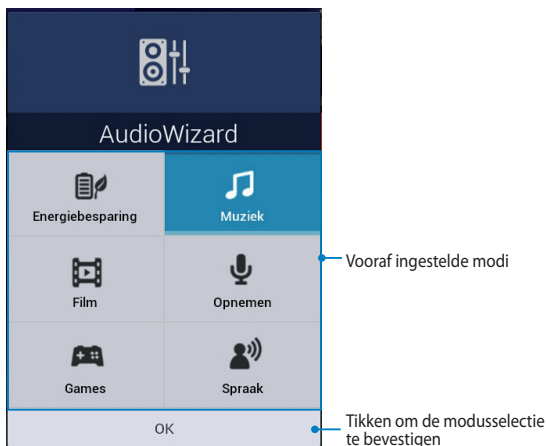 AudioWizard
Energiebesparing
Muziek
Film
Opnemen
Games
Spraak
OK
Vooraf ingestelde modi
Tikken om de modusselectie
te bevestigen